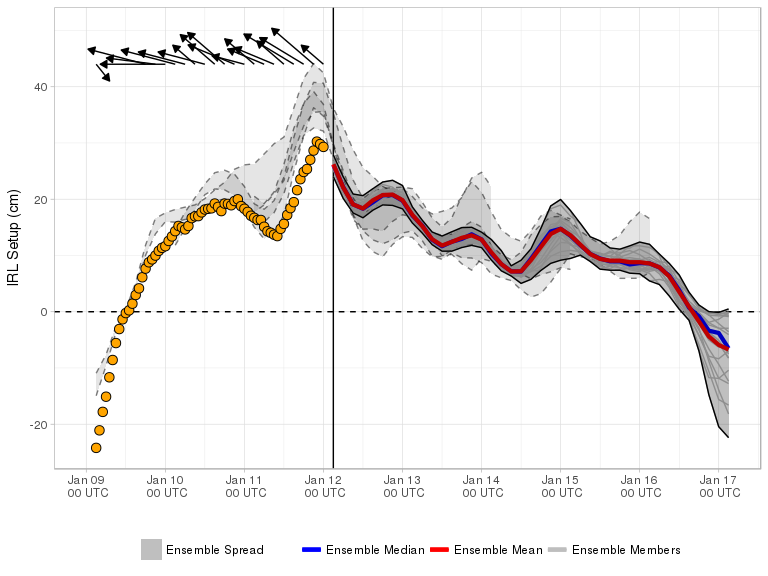 IRL Setup (cm)
40
20
0
-20
Jan 09 Jan 10 Jan 11 Jan 12 Jan 13 Jan 14 Jan 15 Jan 16 Jan 17
00 UTC 00 UTC 00 UTC 00 UTC 00 UTC 00 UTC 00 UTC 00 UTC 00 UTC
Ensemble Spread Ensemble Median Ensemble Mean Ensemble Members